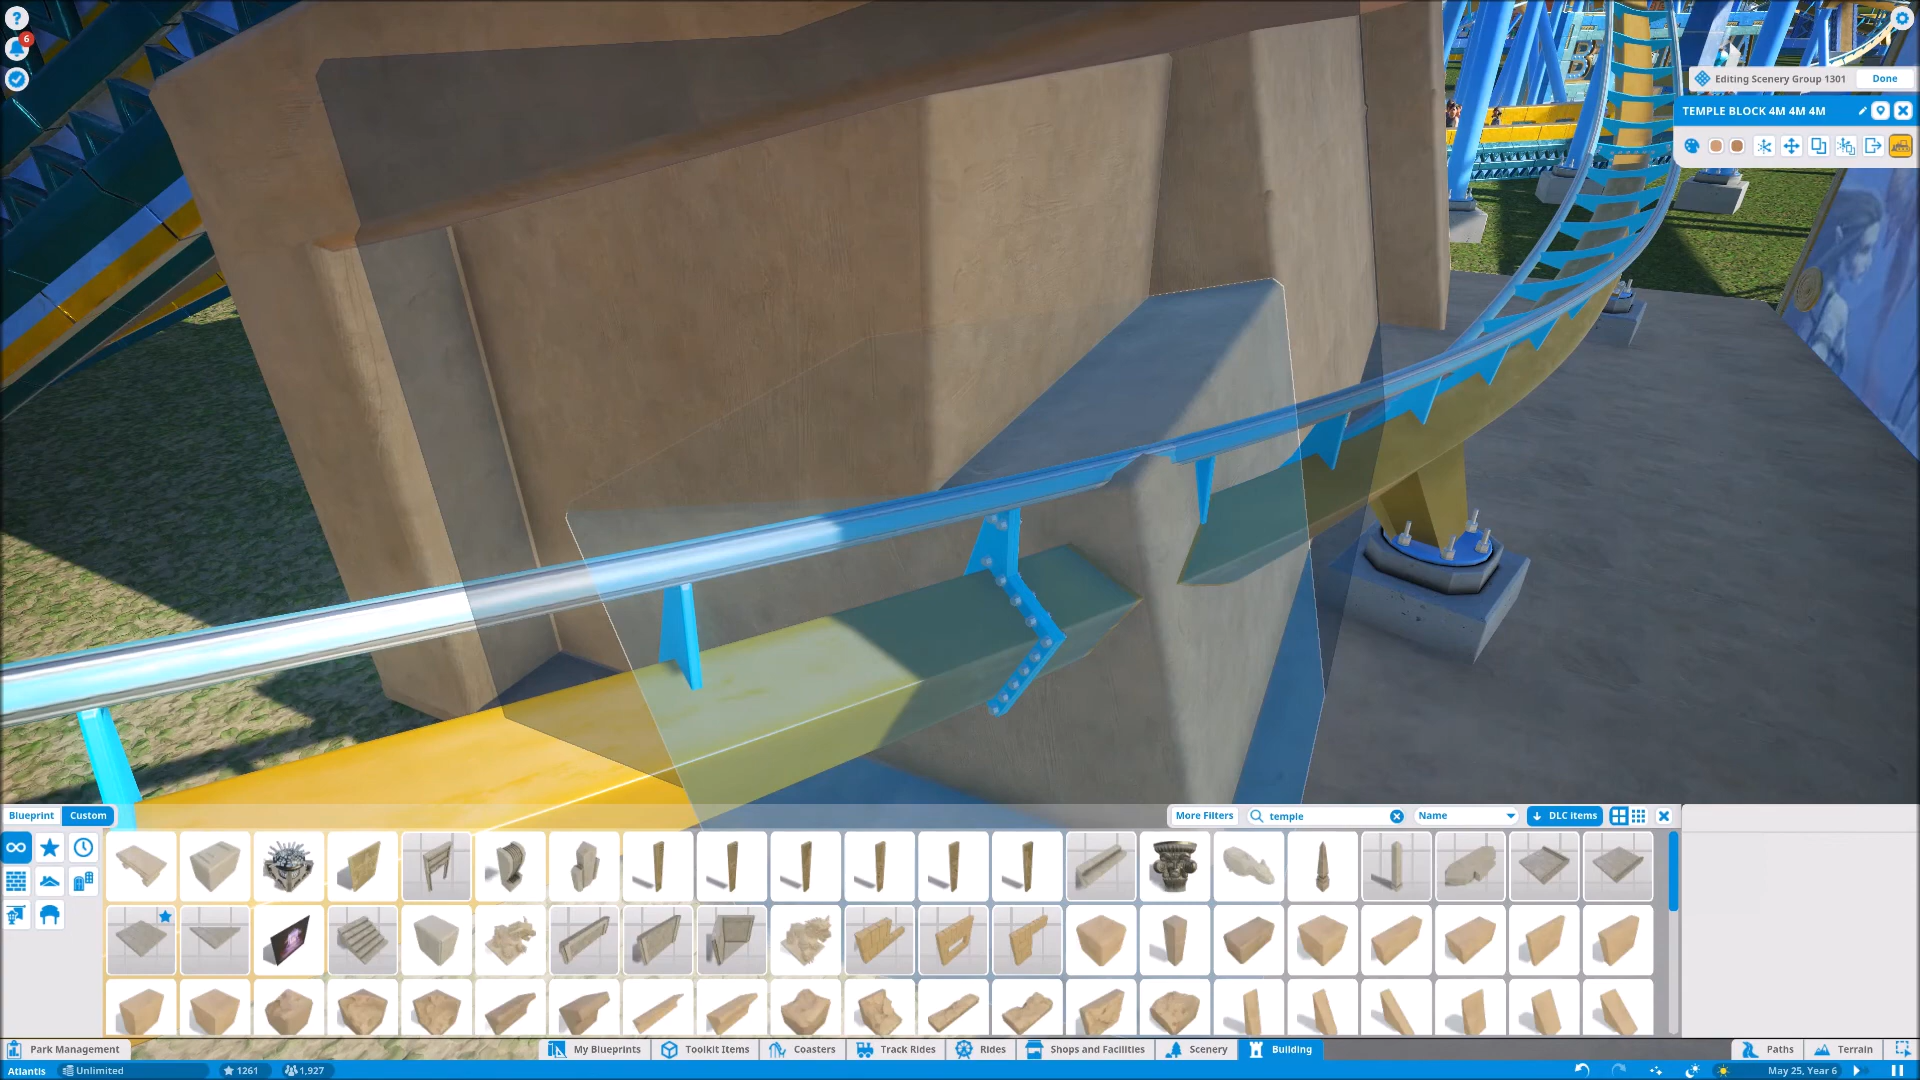 ?
6
Editing Scenery Group 1301 Done
TEMPLE BLOCK 4M 4M 4M
Blueprint Custom
More Filters temple Name DLC items
Park Management My Blueprints Toolkit Items Coasters Track Rides Rides Shops and Facilities Scenery Building Paths Terrain
Atlantis Unlimited 1261 1,927 May 25, Year 6